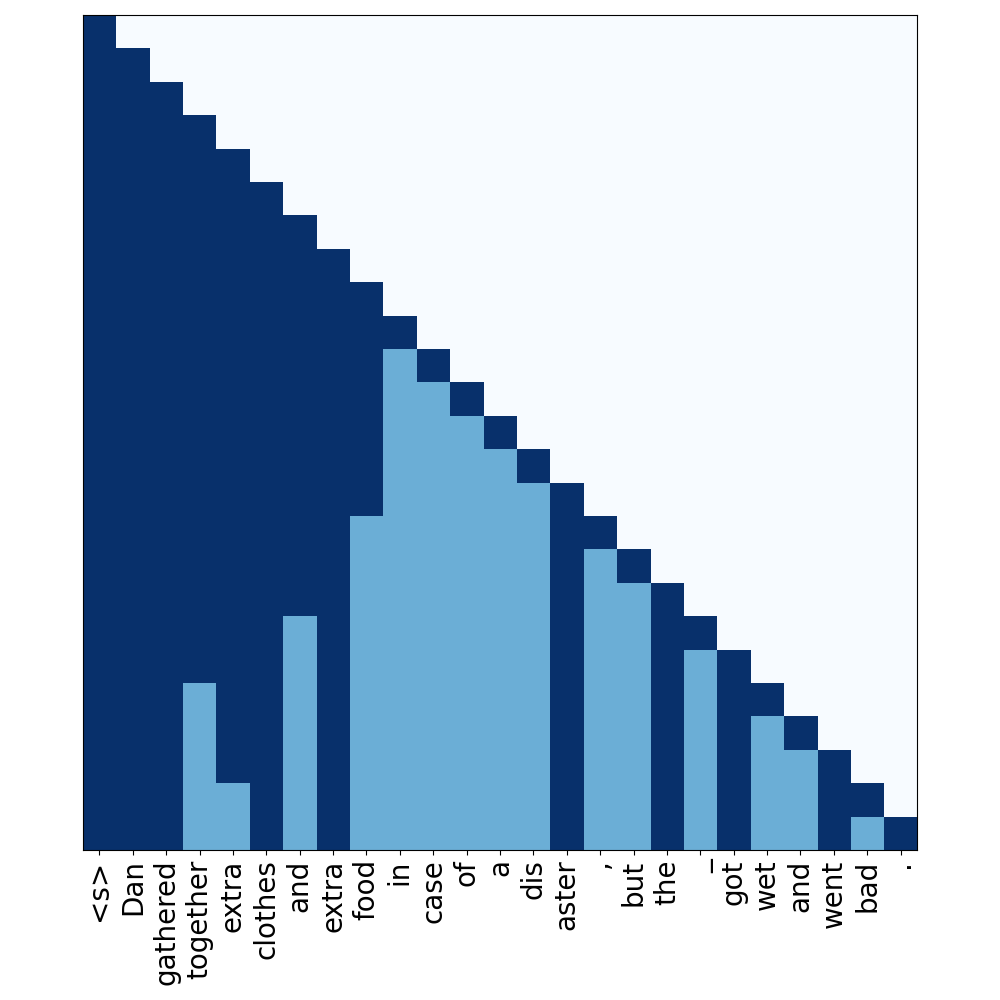 <s>
Dan
gathered
together
extra
clothes
and
extra
food
in
case
of
a
dis
aster
,
but
the
_
got
wet
and
went
bad
.